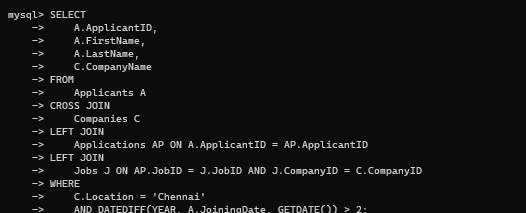 mysql> SELECT
    ->     A.ApplicantID,
    ->     A.FirstName,
    ->     A.LastName,
    ->     C.CompanyName
    -> FROM
    ->     Applicants A
    -> CROSS JOIN
    ->     Companies C
    -> LEFT JOIN
    ->     Applications AP ON A.ApplicantID = AP.ApplicantID
    -> LEFT JOIN
    ->     Jobs J ON AP.JobID = J.JobID AND J.CompanyID = C.CompanyID
    -> WHERE
    ->     C.Location = 'Chennai'
    ->     AND DATEDIFF(YEAR, A.JoiningDate, GETDATE()) > 2;